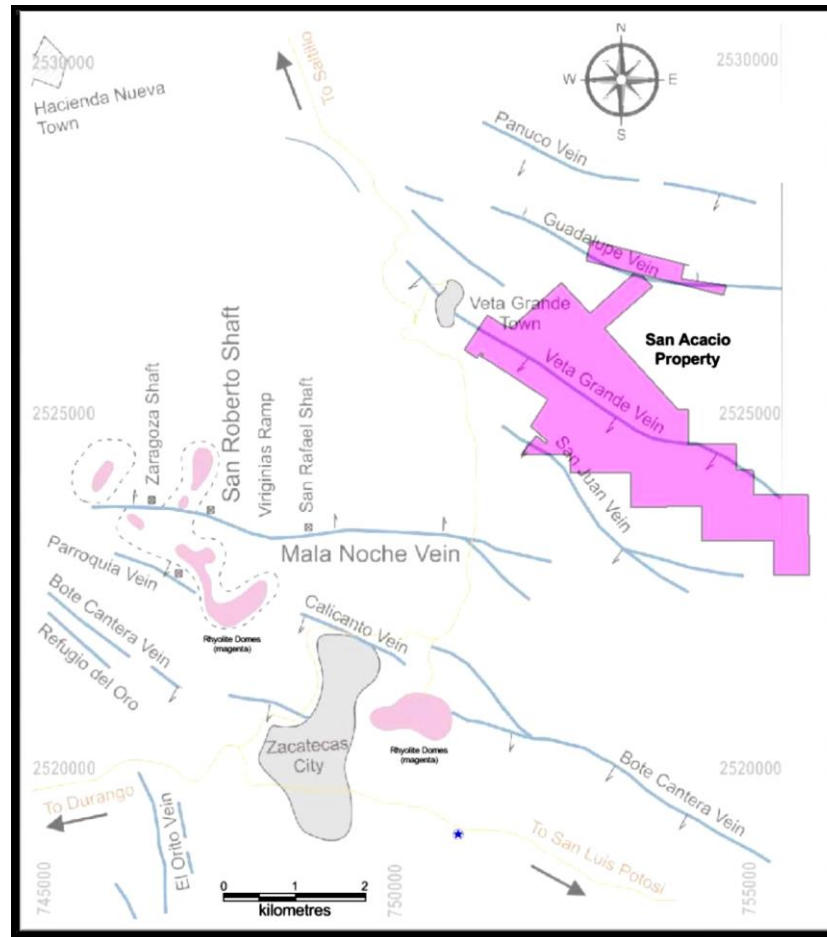 2530000
2530000
N
W
E
S
To Saltillo
Hacienda Nueva
Town
Panuco Vein
Guadalupe Vein
Veta Grande
Town
San Acacio
Property
Veta Grande Vein
2525000
2525000
San Juan Vein
Zaragoza Shaft
San Roberto Shaft
Viriginias Ramp
San Rafael Shaft
Mala Noche Vein
Parroquia Vein
Bote Cantera Vein
Refugio del Oro
Rhyolite Domes
(magenta)
Calicanto Vein
Zacatecas
City
Rhyolite Domes
(magenta)
Bote Cantera Vein
2520000
2520000
To Durango
El Orito Vein
To San Luis Potosi
745000
750000
755000
0 1 2
kilometres